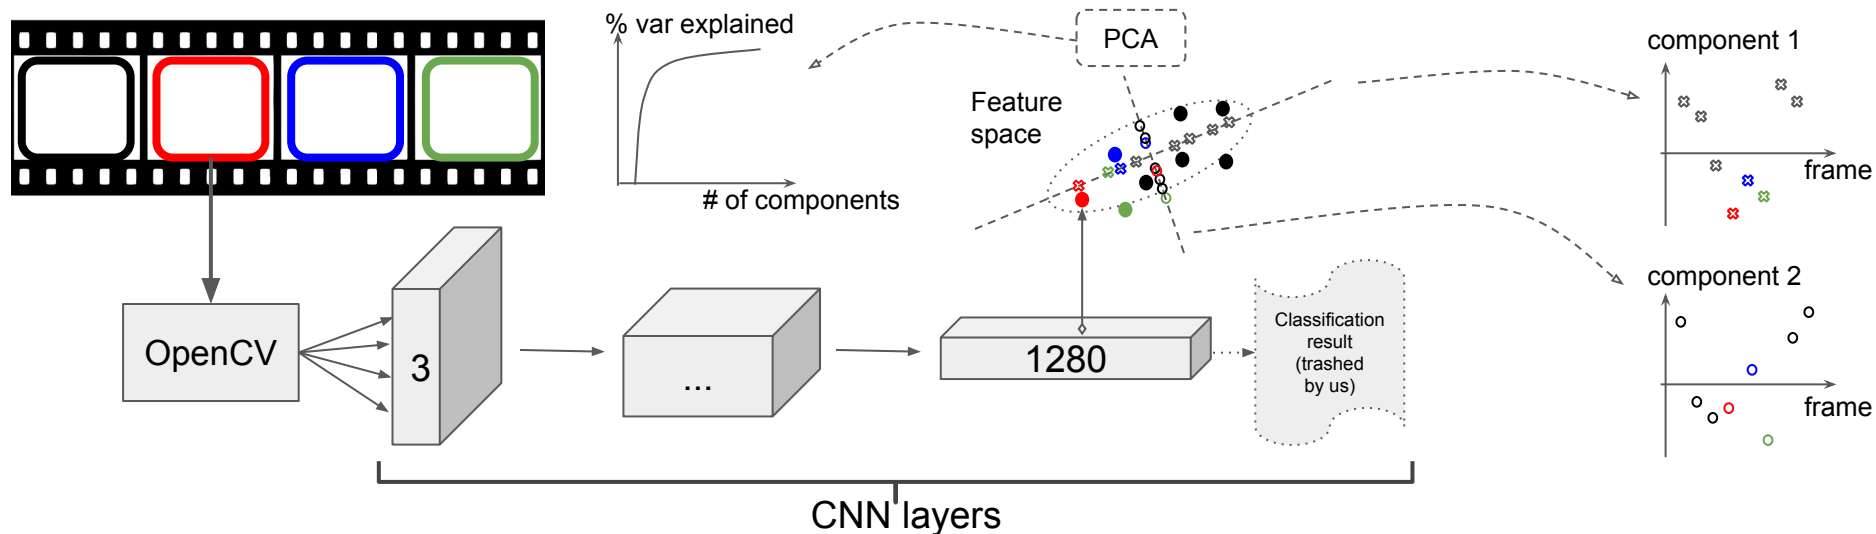 % var explained
# of components
PCA
Feature
space
component 1
frame
component 2
frame
OpenCV
3
...
1280
Classification
result
(trashed
by us)
CNN layers